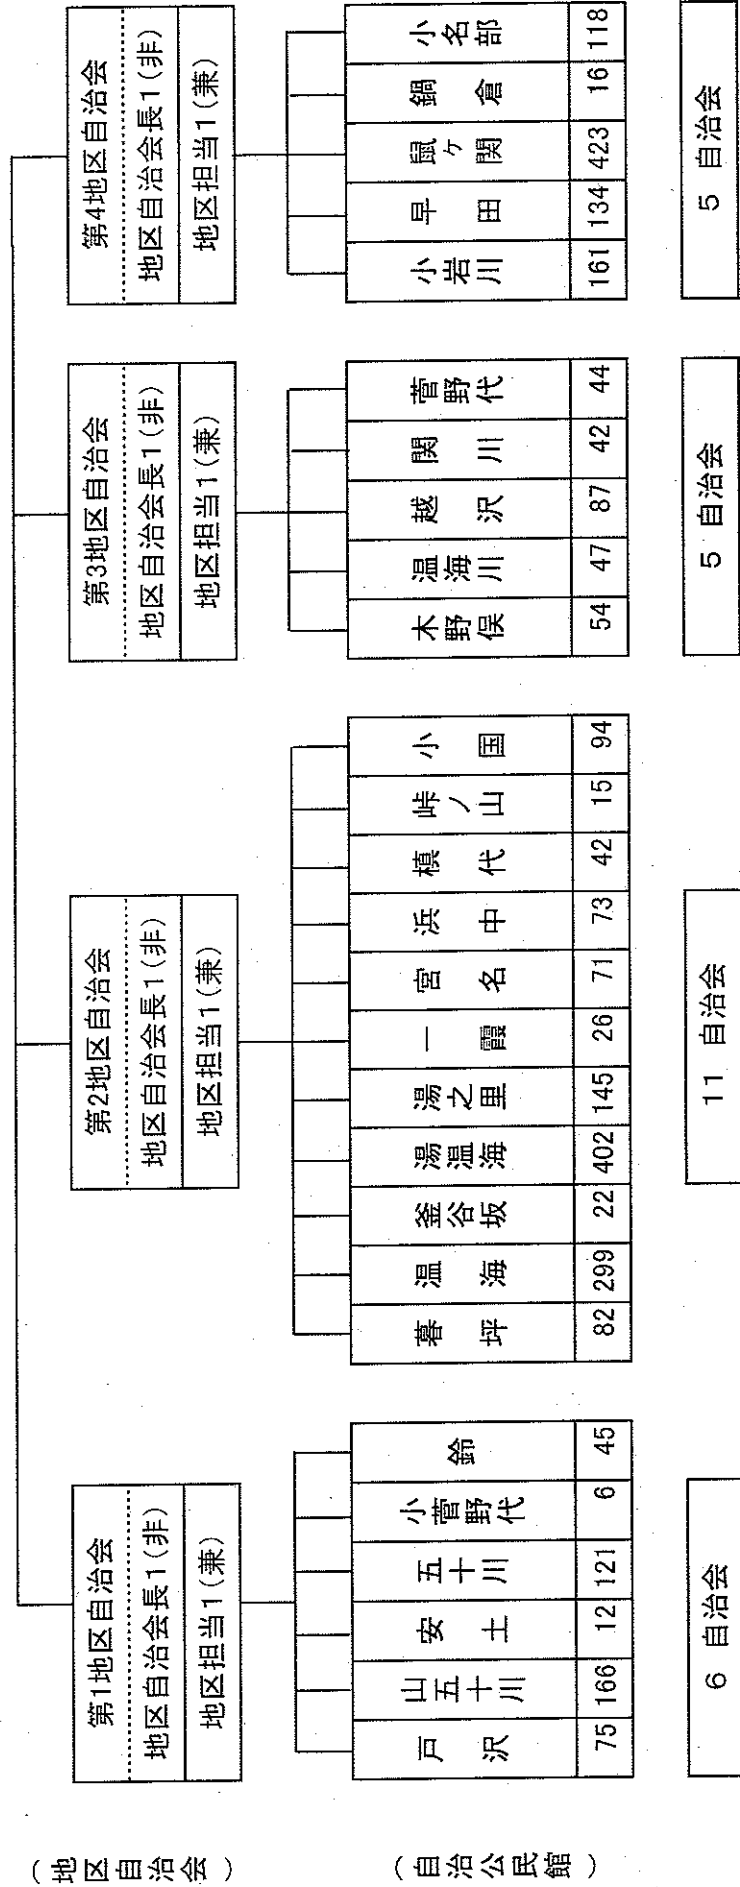 (地区自治会)
第1地区自治会
地区自治会長1(非)
地区担当1(兼)
第2地区自治会
地区自治会長1(非)
地区担当1(兼)
第3地区自治会
地区自治会長1(非)
地区担当1(兼)
第4地区自治会
地区自治会長1(非)
地区担当1(兼)
(自治公民館)
戸沢
75
山五十川
166
安土
12
五十川
121
小菅野代
6
鈴
45
暮坪
82
温海
299
釜谷坂
22
湯温海
402
湯之里
145
一霞
26
宮名
71
浜中
73
槙代
42
峠ノ山
15
小国
94
木野俣
54
温海川
47
越沢
87
関川
42
菅野代
44
小岩川
161
早田
134
鼠ヶ関
423
鍋倉
16
小名部
118
6 自治会
11 自治会
5 自治会
5 自治会